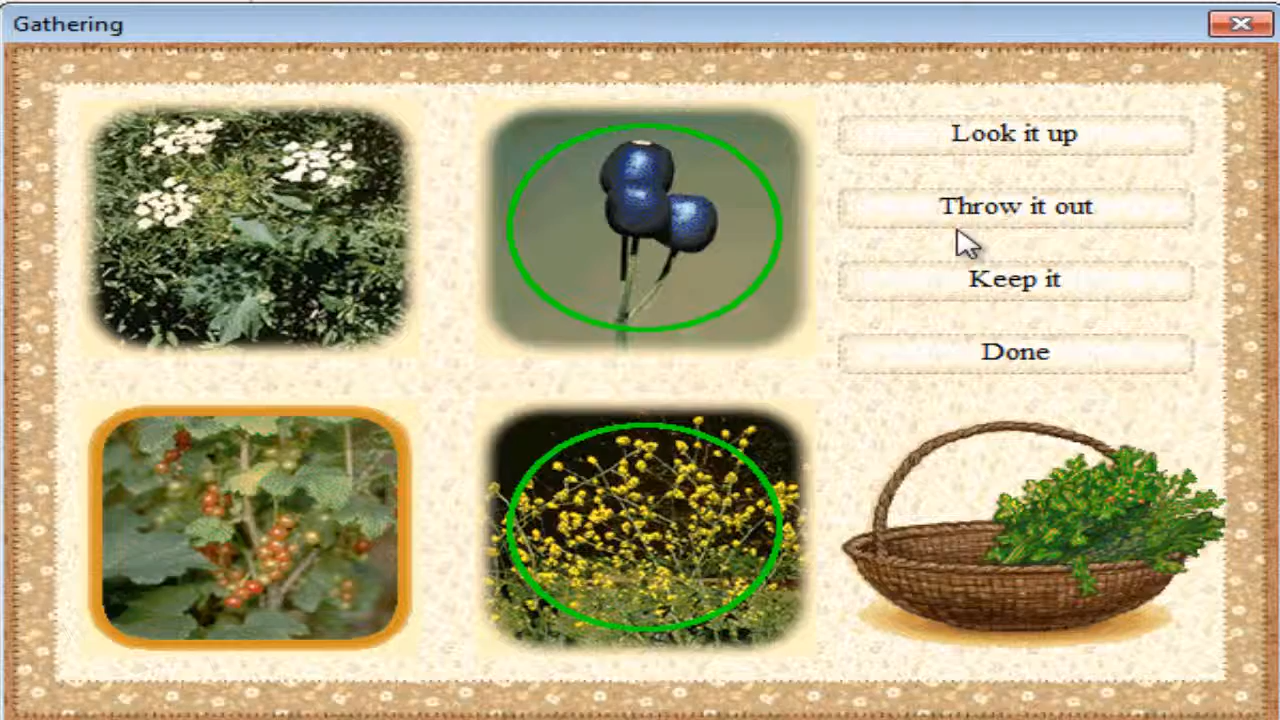 Gathering
Look it up
Throw it out
Keep it
Done